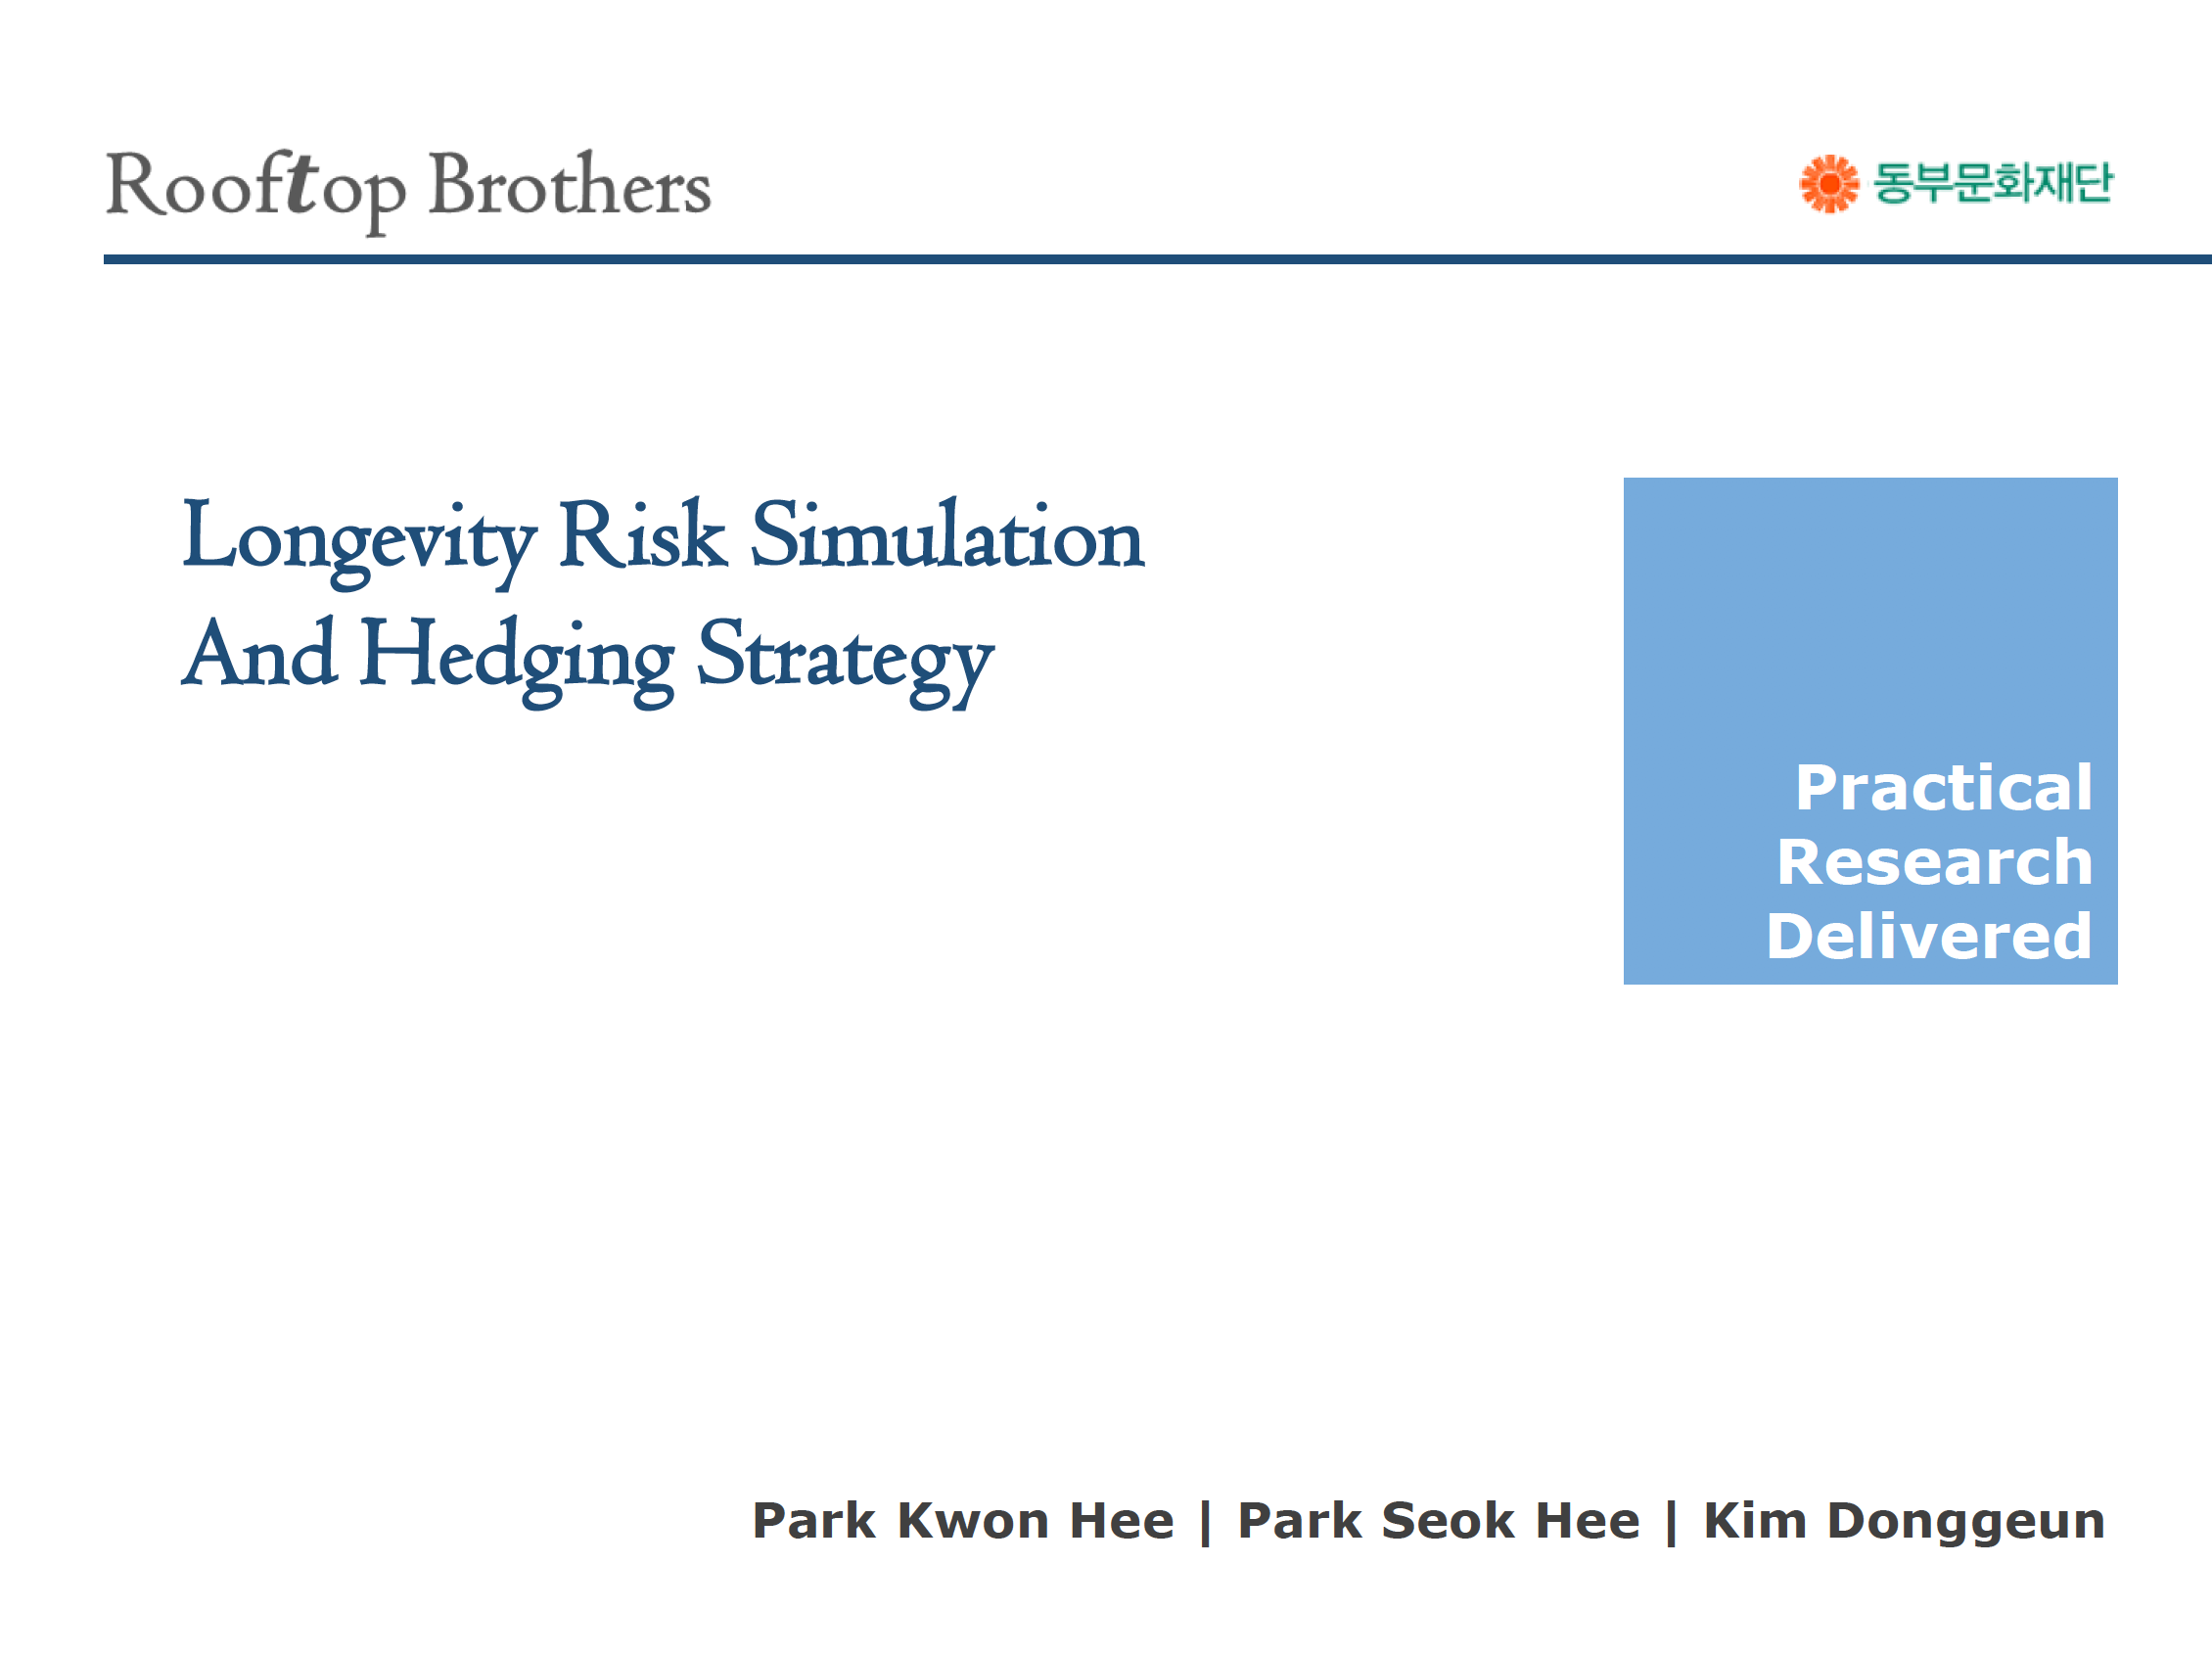 Rooftop Brothers
동부문화재단
Longevity Risk Simulation
And Hedging Strategy
Practical
Research
Delivered
Park Kwon Hee | Park Seok Hee | Kim Donggeun